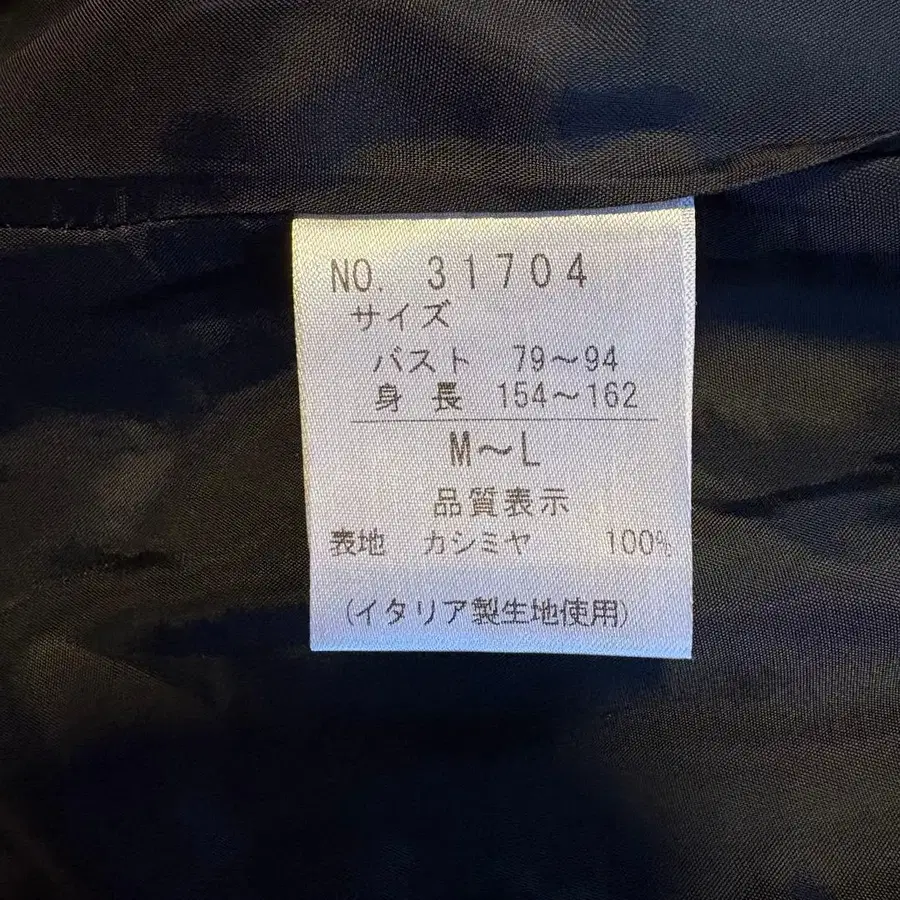 NO. 31704
サイズ
バスト 79～94
身長 154～162
M～L
品質表示
表地 カシミヤ 100%
(イタリア製生地使用)